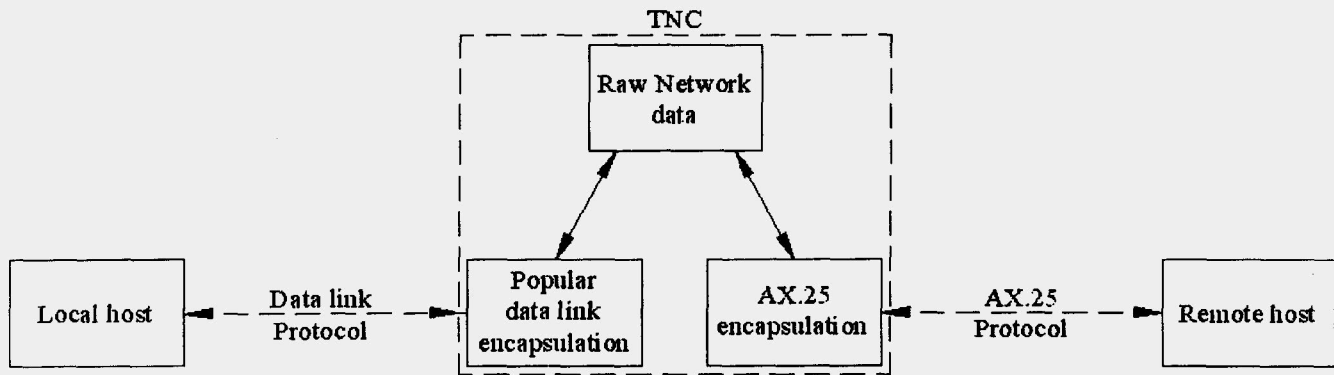 TNC
Raw Network
data
Local host
Data link
Protocol
Popular
data link
encapsulation
AX.25
encapsulation
AX.25
Protocol
Remote host